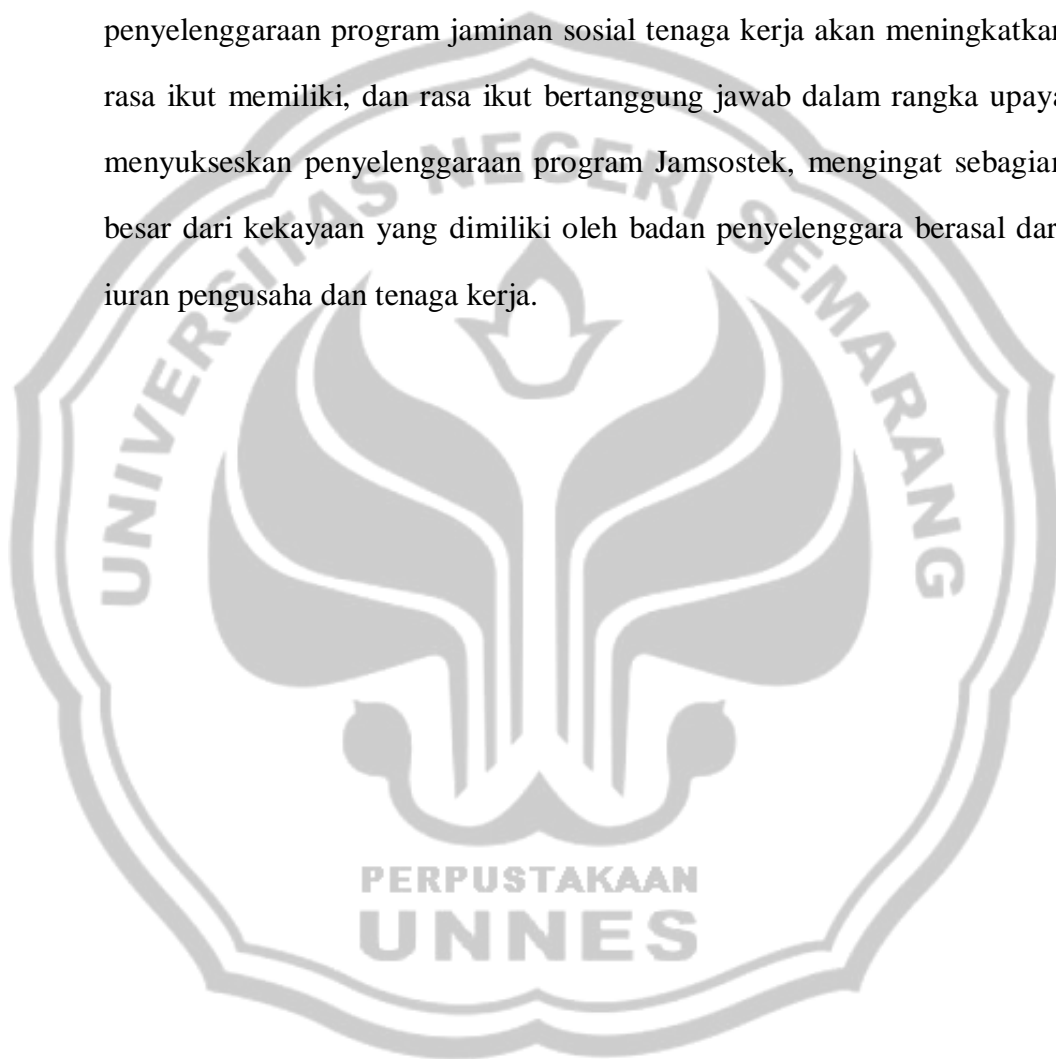 penyelenggaraan program jaminan sosial tenaga kerja akan meningkatkan
rasa ikut memiliki, dan rasa ikut bertanggung jawab dalam rangka upaya
menyukseskan penyelenggaraan program Jamsostek, mengingat sebagian
besar dari kekayaan yang dimiliki oleh badan penyelenggara berasal dari
iuran pengusaha dan tenaga kerja.
UNIVERSITAS NEGERI SEMARANG
PERPUSTAKAAN
UNNES